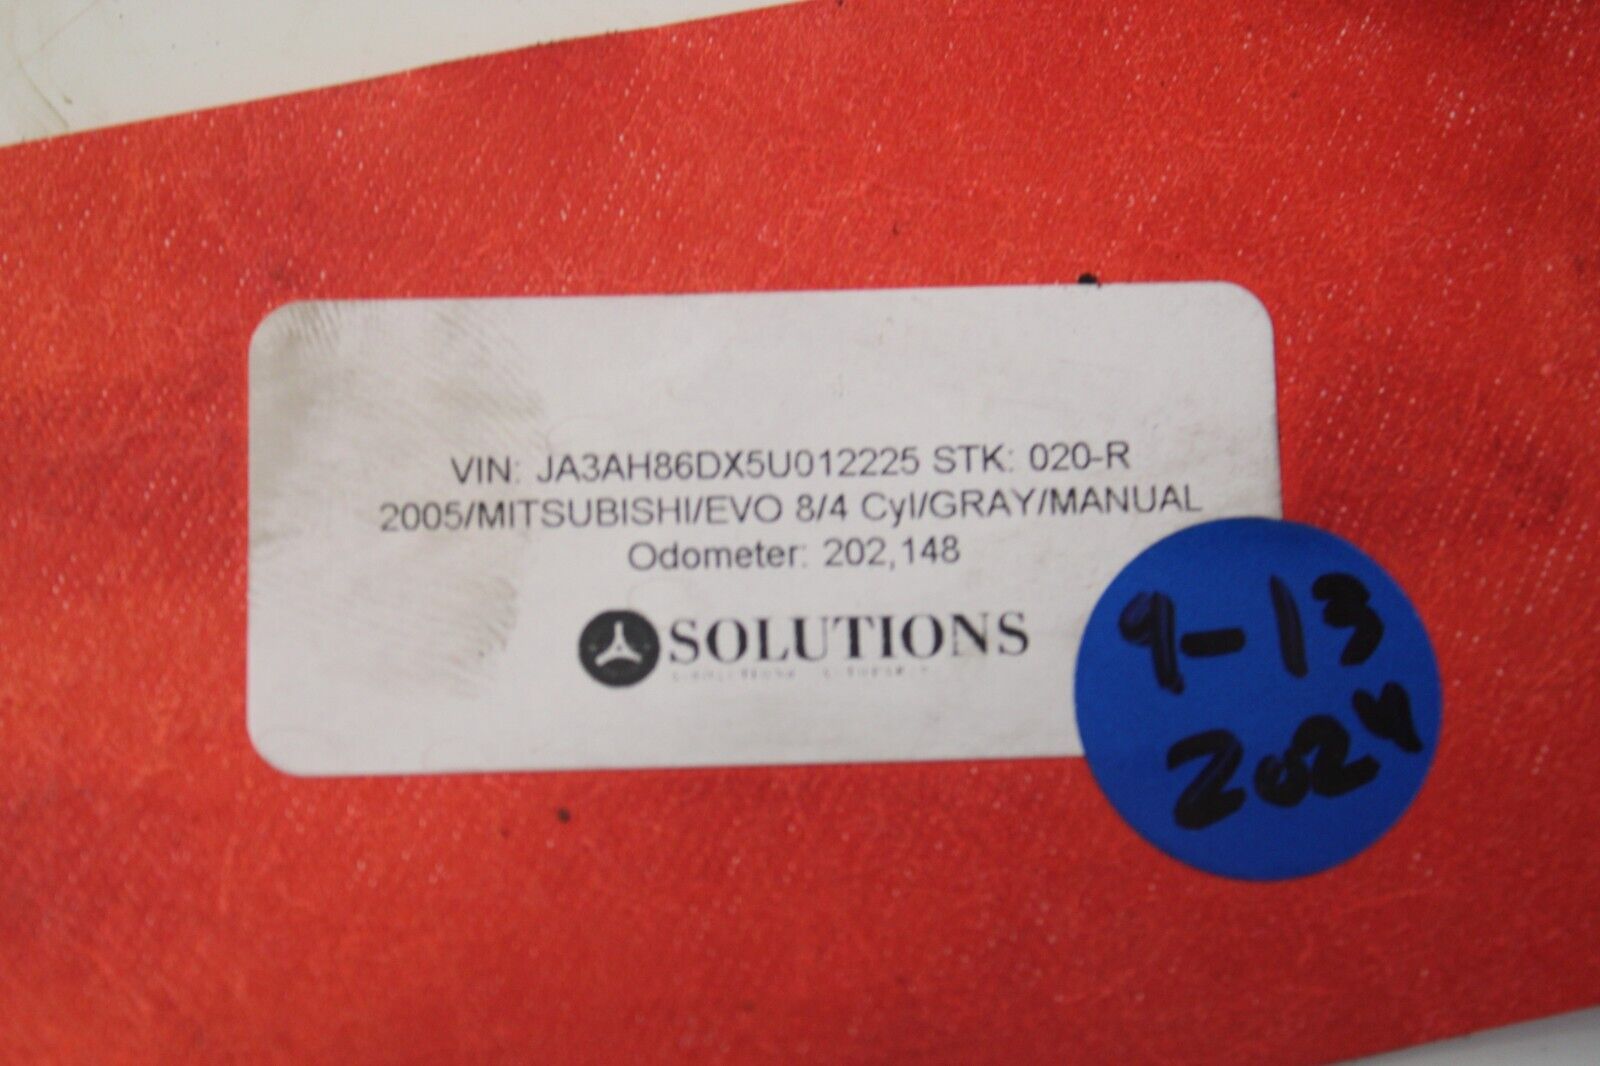 VIN: JA3AH86DX5U012225 STK: 020-R
2005/MITSUBISHI/EVO 8/4 Cyl/GRAY/MANUAL
Odometer: 202,148
SOLUTIONS
9-13
2024